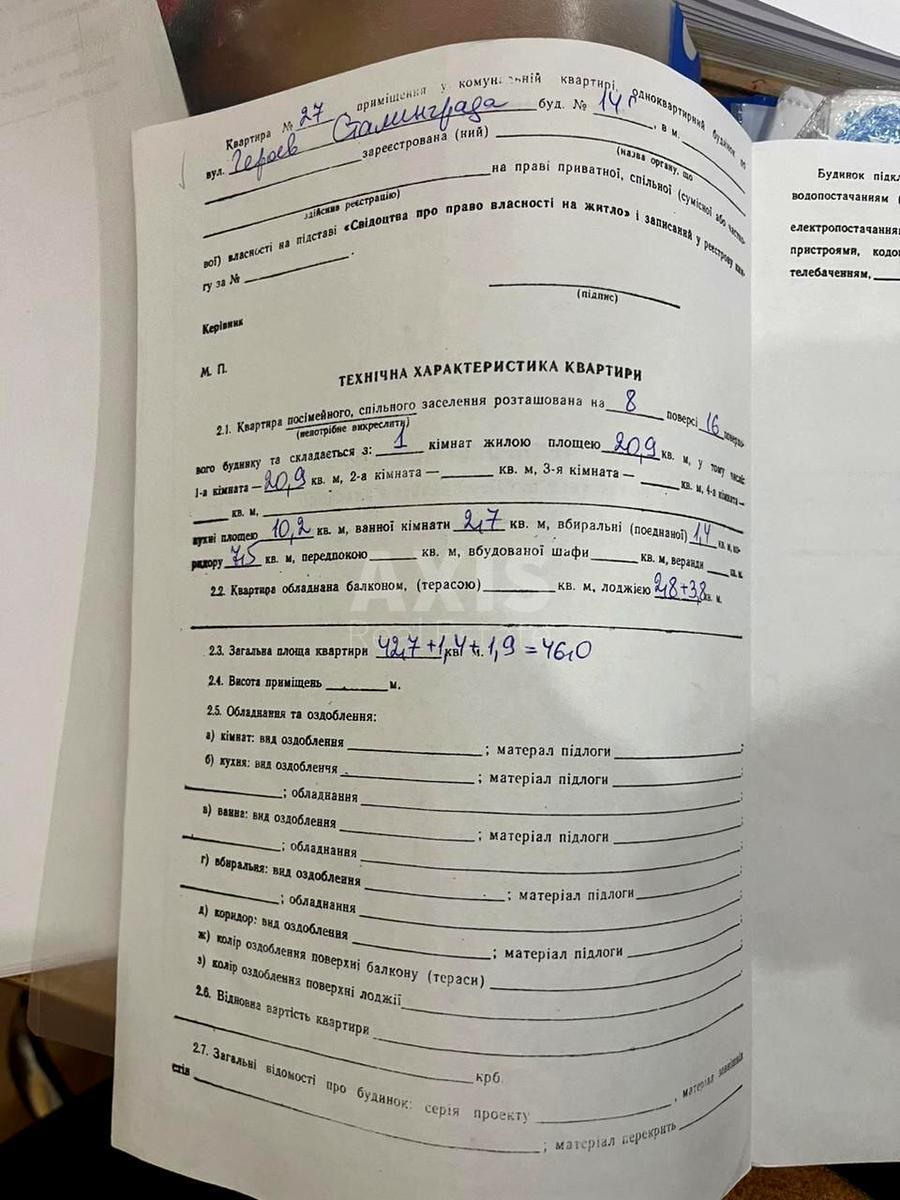 Квартира № 27 приміщення у комунальній квартирі, одноквартирний будинок по
вул. Героев Сталинграда буд. № 14, в м.
зареєстрована (ний)
(назва органу, що
здійснив реєстрацію) на праві приватної, спільної (сумісної або частко-
вої) власності на підставі «Свідоцтва про право власності на житло» і записаний у реєстрову кни-
гу за № .
(підпис)
Керівник
М. П.
ТЕХНІЧНА ХАРАКТЕРИСТИКА КВАРТИРИ
2.1. Квартира посімейного, спільного заселення розташована на 8 поверсі 16 поверхо-
(непотрібне викреслити)
вого будинку та складається з: 1 кімнат жилою площею 20,9 кв. м, у тому числі:
1-а кімната — 20,9 кв. м, 2-а кімната — кв. м, 3-я кімната — кв. м, 4-а кімната —
кв. м,
кухні площею 10,2 кв. м, ванної кімнати 2,7 кв. м, вбиральні (поєднаної) 1,4 кв. м, ко-
ридору 7,5 кв. м, передпокою кв. м, вбудованої шафи кв. м, веранди кв. м.
2.2. Квартира обладнана балконом, (терасою) кв. м, лоджією 2,8+3,8 кв. м.
AXIS
Real Estate
2.3. Загальна площа квартири 42,7+1,4+1,9=46,0 кв. м.
2.4. Висота приміщень м.
2.5. Обладнання та оздоблення:
а) кімнат: вид оздоблення ; матерал підлоги ;
б) кухня: вид оздобленчя ; матеріал підлоги ;
; обладнання ;
в) ванна: вид оздоблення ; матеріал підлоги ;
; обладнання ;
г) вбиральня: вид оздоблення ; матеріал підлоги ;
; обладнання ;
д) коридор: вид оздоблення ; матеріал підлоги ;
ж) колір оздоблення поверхні балкону (тераси)
з) колір оздоблення поверхні лоджії
2.6. Відновна вартість квартири
крб.
2.7. Загальні відомості про будинок: серія проекту , матеріал зовнішніх
стін ; матеріал перекрить
Будинок підкл
водопостачанням (
електропостачання
пристроями, кодо
телебаченням,